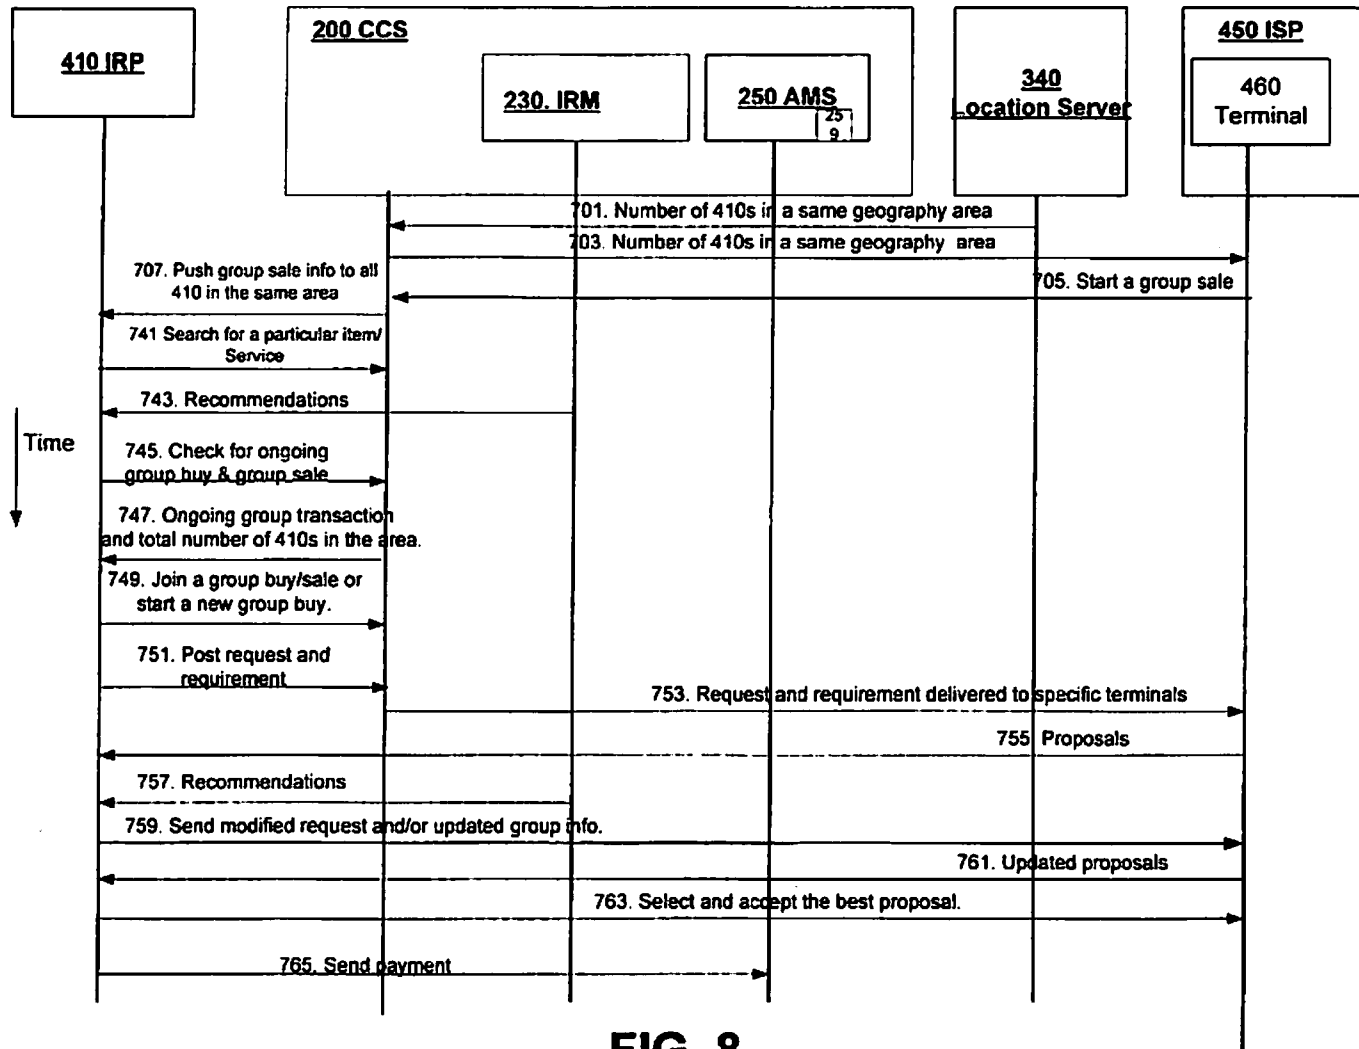 200 CCS
450 ISP
410 IRP
230. IRM
250 AMS
25
9
340
Location Server
460
Terminal
701. Number of 410s in a same geography area
703. Number of 410s in a same geography area
705. Start a group sale
707. Push group sale info to all
410 in the same area
741 Search for a particular item/
Service
743. Recommendations
Time
745. Check for ongoing
group buy & group sale
747. Ongoing group transaction
and total number of 410s in the area.
749. Join a group buy/sale or
start a new group buy.
751. Post request and
requirement
753. Request and requirement delivered to specific terminals
755. Proposals
757. Recommendations
759. Send modified request and/or updated group info.
761. Updated proposals
763. Select and accept the best proposal.
765. Send payment
FIG. 8